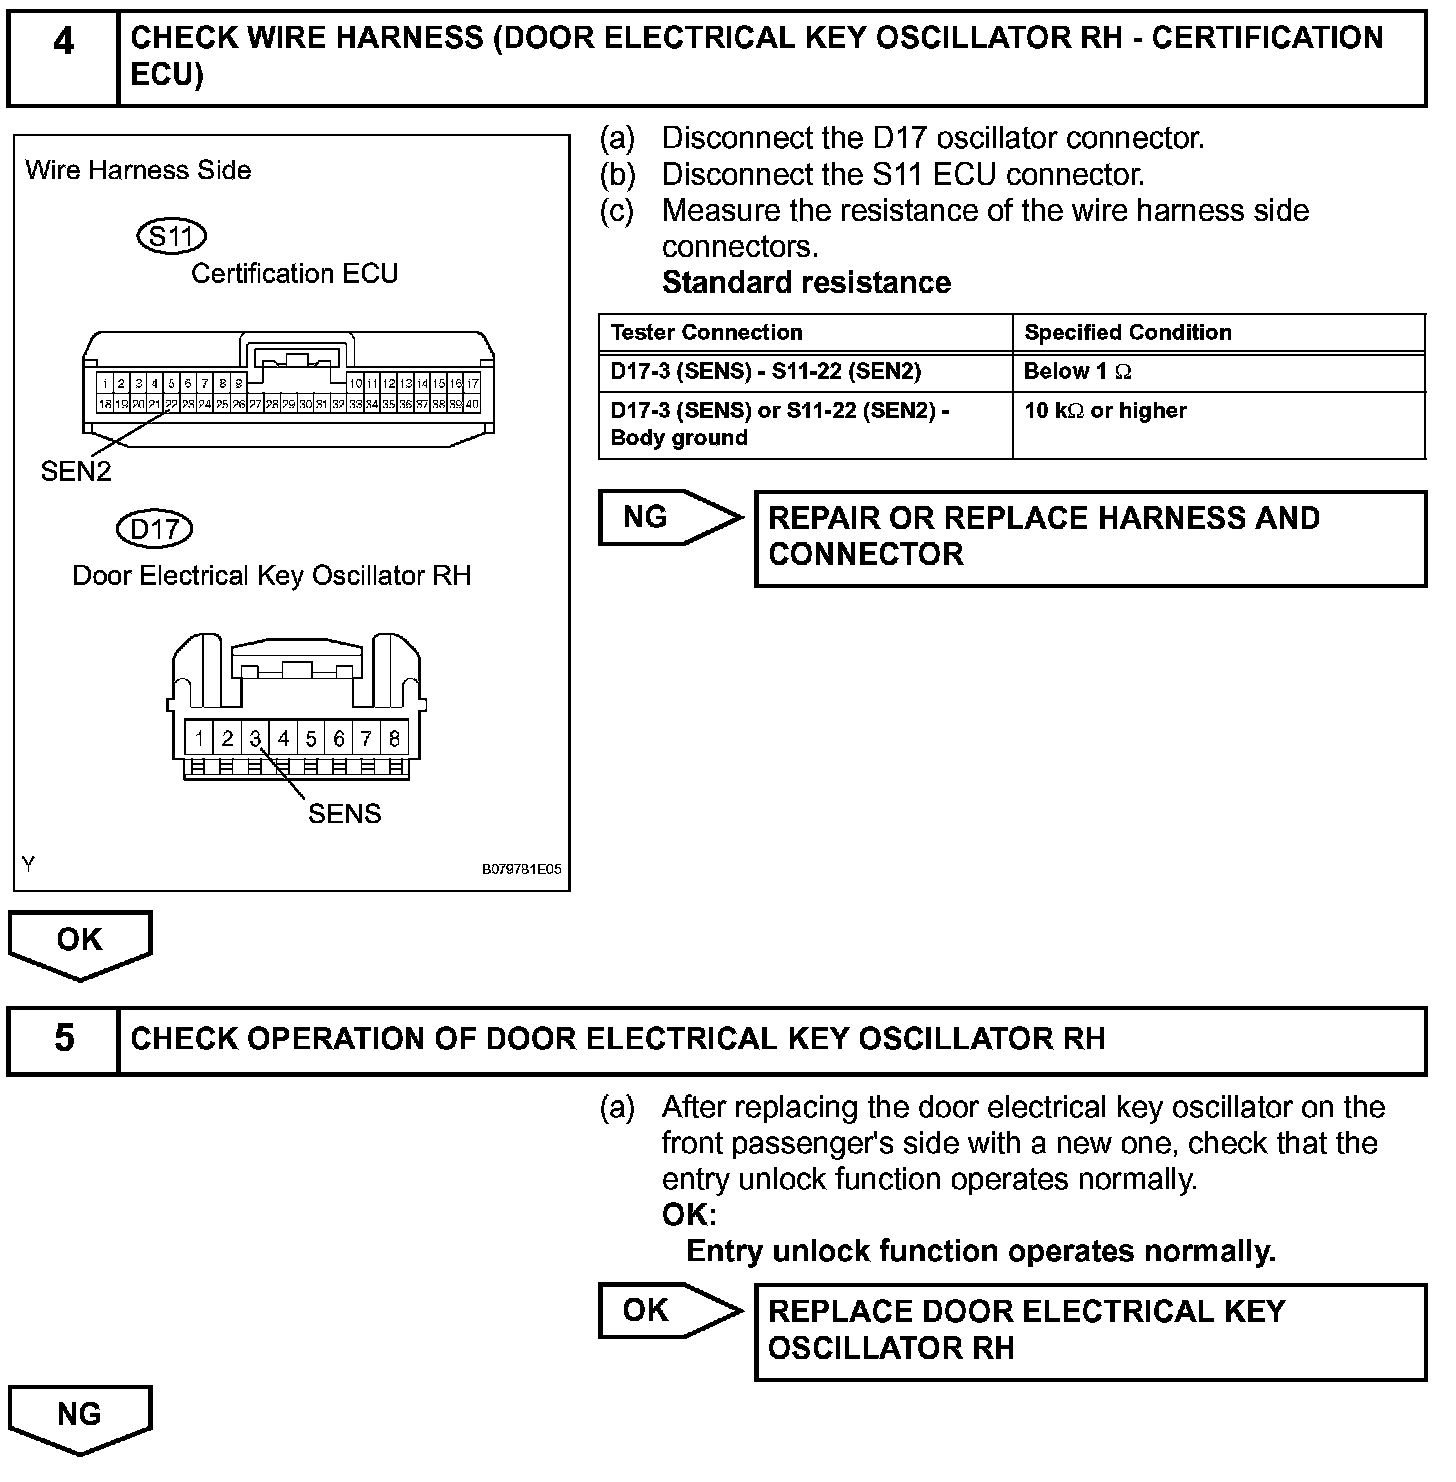 4
CHECK WIRE HARNESS (DOOR ELECTRICAL KEY OSCILLATOR RH - CERTIFICATION
ECU)
Wire Harness Side
S11
Certification ECU
1 2 3 4 5 6 7 8 9 10 11 12 13 14 15 16 17
18 19 20 21 22 23 24 25 26 27 28 29 30 31 32 33 34 35 36 37 38 39 40
SEN2
D17
Door Electrical Key Oscillator RH
1 2 3 4 5 6 7 8
SENS
Y
B079781E05
(a) Disconnect the D17 oscillator connector.
(b) Disconnect the S11 ECU connector.
(c) Measure the resistance of the wire harness side
connectors.
Standard resistance
Tester Connection
Specified Condition
D17-3 (SENS) - S11-22 (SEN2)
Below 1 Ω
D17-3 (SENS) or S11-22 (SEN2) -
Body ground
10 kΩ or higher
NG
REPAIR OR REPLACE HARNESS AND
CONNECTOR
OK
5
CHECK OPERATION OF DOOR ELECTRICAL KEY OSCILLATOR RH
(a) After replacing the door electrical key oscillator on the
front passenger's side with a new one, check that the
entry unlock function operates normally.
OK:
Entry unlock function operates normally.
OK
REPLACE DOOR ELECTRICAL KEY
OSCILLATOR RH
NG